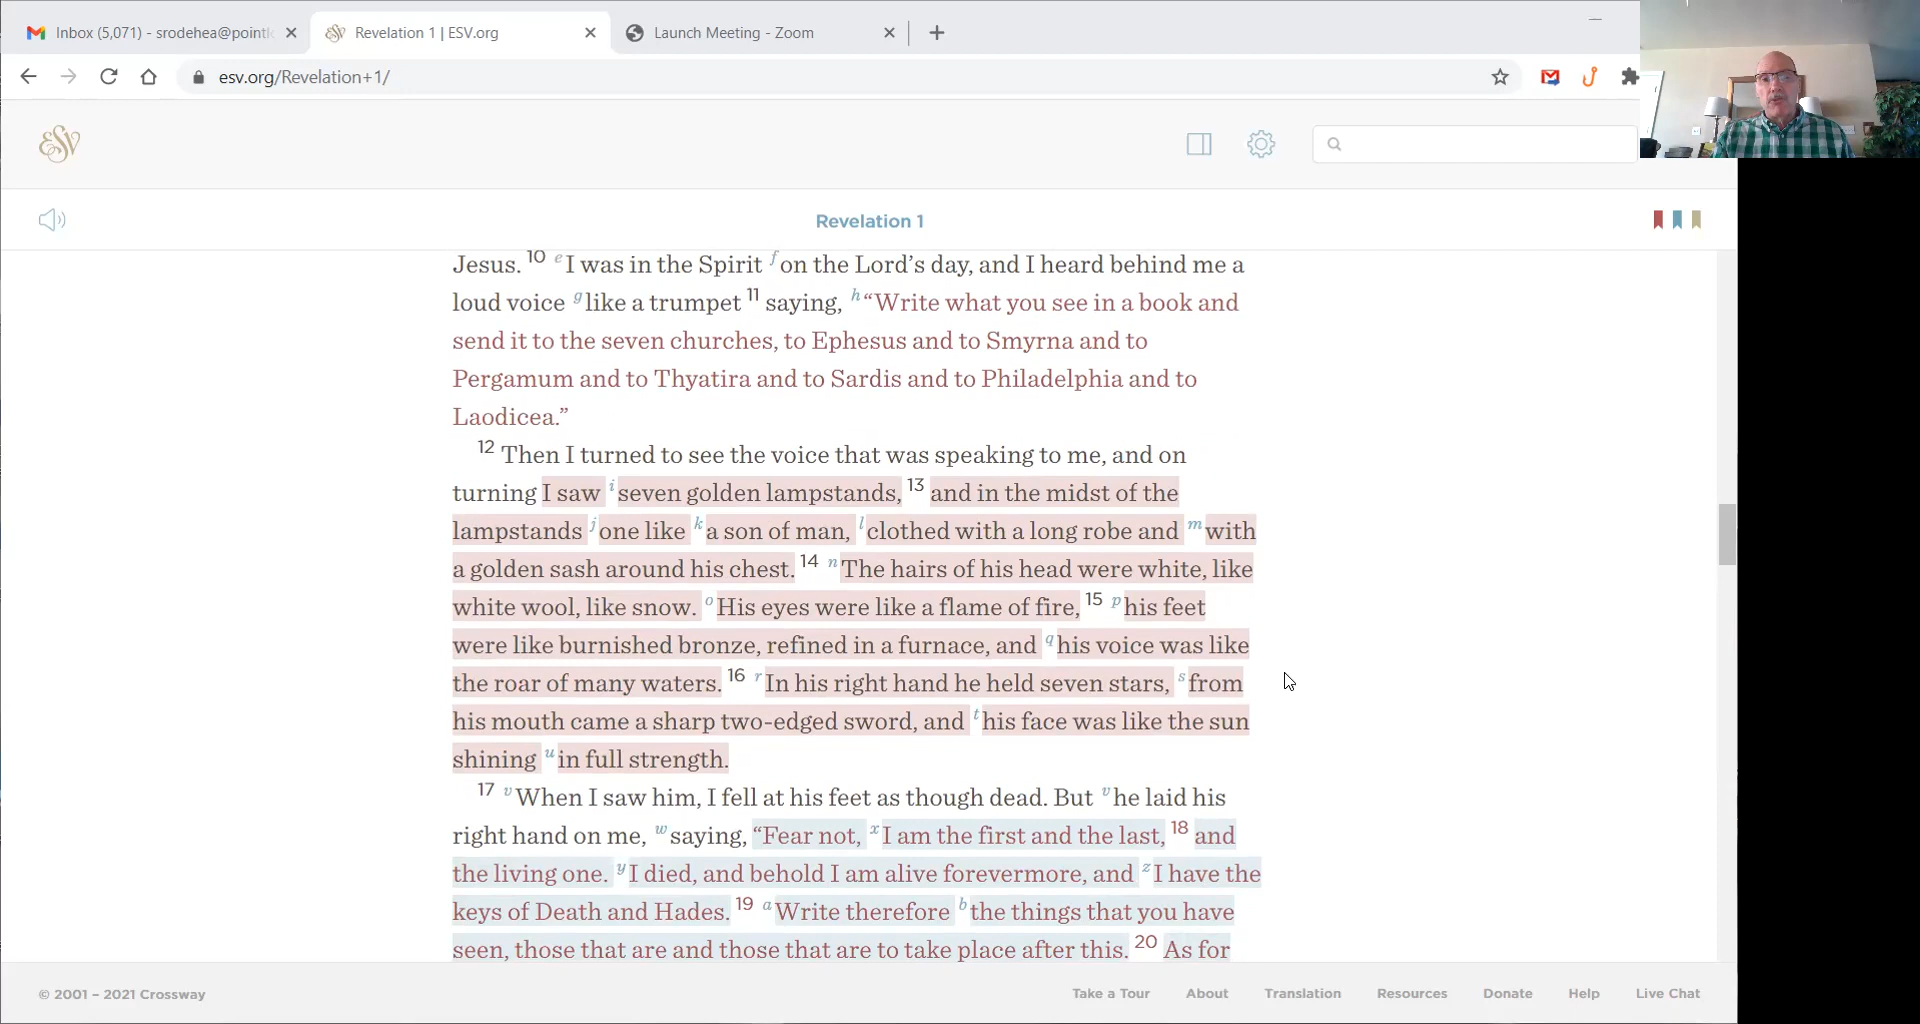 Inbox (5,071) - srodehea@pointl
Revelation 1 | ESV.org
Launch Meeting - Zoom
esv.org/Revelation+1/
ESV
Revelation 1
Jesus. 10 e I was in the Spirit f on the Lord’s day, and I heard behind me a
loud voice g like a trumpet 11 saying, h “Write what you see in a book and
send it to the seven churches, to Ephesus and to Smyrna and to
Pergamum and to Thyatira and to Sardis and to Philadelphia and to
Laodicea.”
12 Then I turned to see the voice that was speaking to me, and on
turning I saw i seven golden lampstands, 13 and in the midst of the
lampstands j one like k a son of man, l clothed with a long robe and m with
a golden sash around his chest. 14 n The hairs of his head were white, like
white wool, like snow. o His eyes were like a flame of fire, 15 p his feet
were like burnished bronze, refined in a furnace, and q his voice was like
the roar of many waters. 16 r In his right hand he held seven stars, s from
his mouth came a sharp two-edged sword, and t his face was like the sun
shining u in full strength.
17 v When I saw him, I fell at his feet as though dead. But v he laid his
right hand on me, w saying, “Fear not, x I am the first and the last, 18 and
the living one. y I died, and behold I am alive forevermore, and z I have the
keys of Death and Hades. 19 a Write therefore b the things that you have
seen, those that are and those that are to take place after this. 20 As for
© 2001 – 2021 Crossway
Take a Tour About Translation Resources Donate Help Live Chat